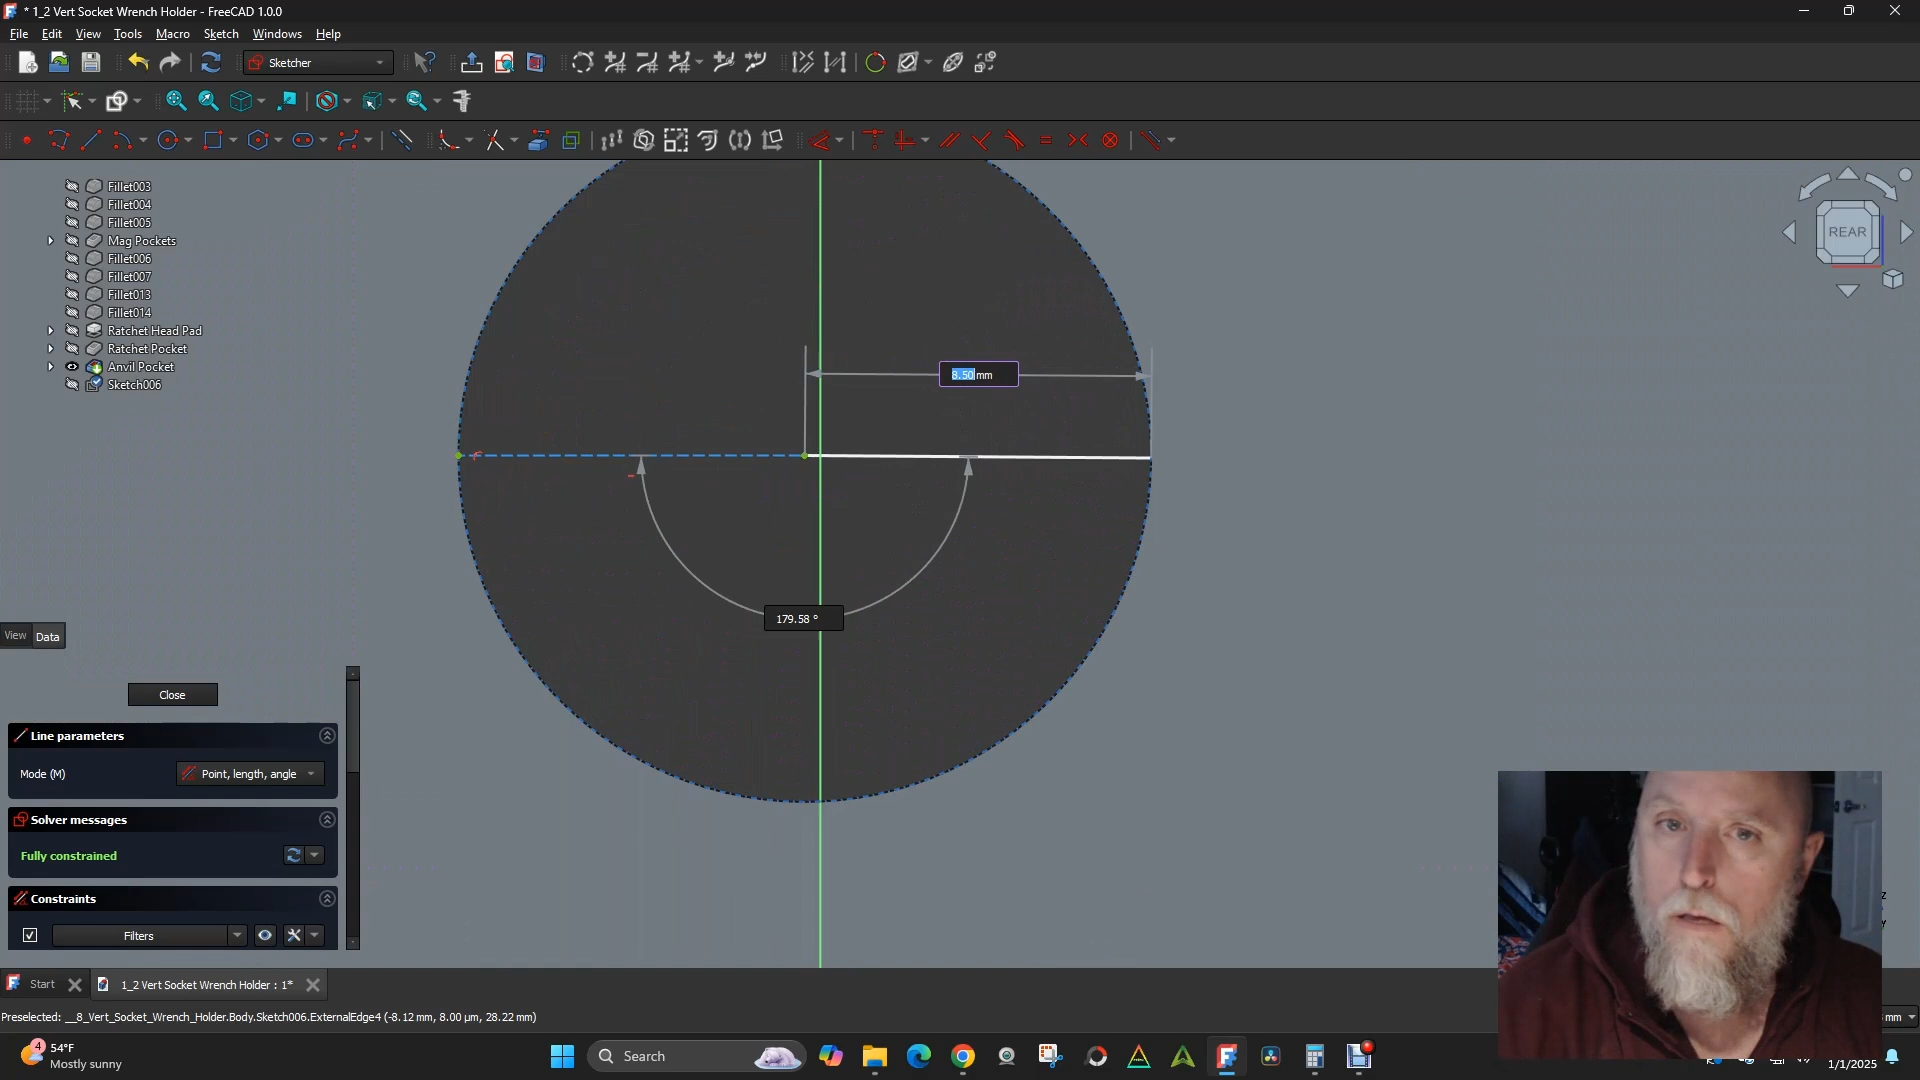 * 1_2 Vert Socket Wrench Holder - FreeCAD 1.0.0
File Edit View Tools Macro Sketch Windows Help
Sketcher
Fillet003
Fillet004
Fillet005
Mag Pockets
Fillet006
Fillet007
Fillet013
Fillet014
Ratchet Head Pad
Ratchet Pocket
Anvil Pocket
Sketch006
REAR
8.50 mm
179.58 °
View Data
Close
Line parameters
Mode (M) Point, length, angle
Solver messages
Fully constrained
Constraints
Filters
Start
1_2 Vert Socket Wrench Holder : 1*
Preselected: __8_Vert_Socket_Wrench_Holder.Body.Sketch006.ExternalEdge4 (-8.12 mm, 8.00 µm, 28.22 mm)
mm
4
54°F
Mostly sunny
Search
1/1/2025